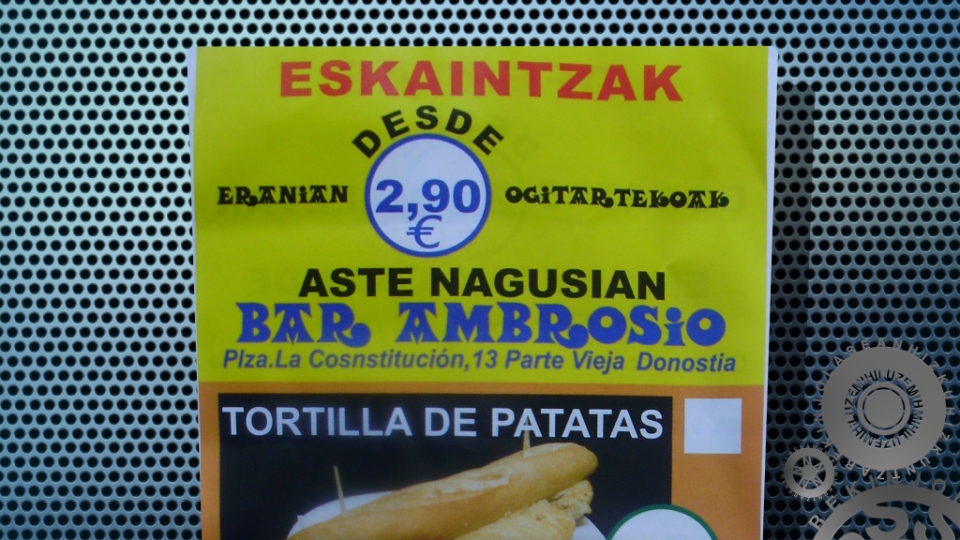 ESKAINTZAK
DESDE
ERANiAN 2,90 OGiTARTEKOAK
€
ASTE NAGUSIAN
BAR AMBROSiO
Plza.La Cosnstitución,13 Parte Vieja Donostia
TORTILLA DE PATATAS